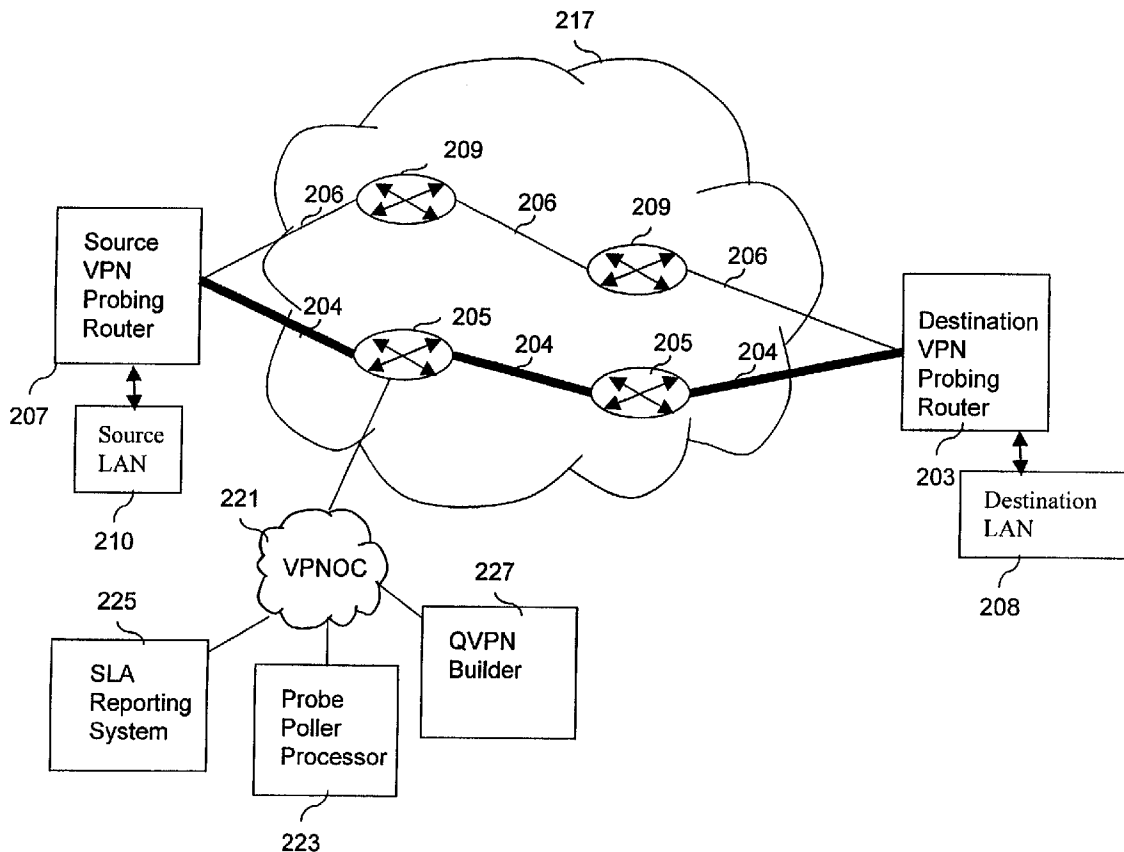 217
209
206
206
209
206
Source
VPN
Probing
Router
204
205
204
205
204
Destination
VPN
Probing
Router
207
Source
LAN
210
203
Destination
LAN
208
221
VPNOC
225
SLA
Reporting
System
227
QVPN
Builder
Probe
Poller
Processor
223